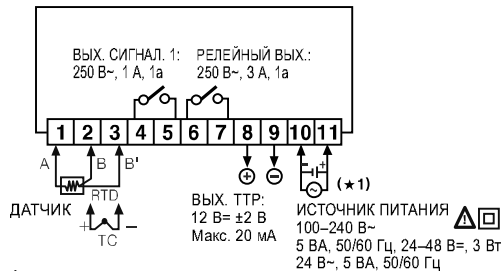 ВЫХ. СИГНАЛ. 1: РЕЛЕЙНЫЙ ВЫХ.:
250 В~, 1 А, 1а 250 В~, 3 А, 1а
1 2 3 4 5 6 7 8 9 10 11
A B B'
RTD
+ − + −
(★1)
ДАТЧИК
+ TC −
ВЫХ. ТТР:
12 В= ±2 В
Макс. 20 мА
ИСТОЧНИК ПИТАНИЯ
100–240 В~
5 ВА, 50/60 Гц, 24–48 В=, 3 Вт
24 В~, 5 ВА, 50/60 Гц